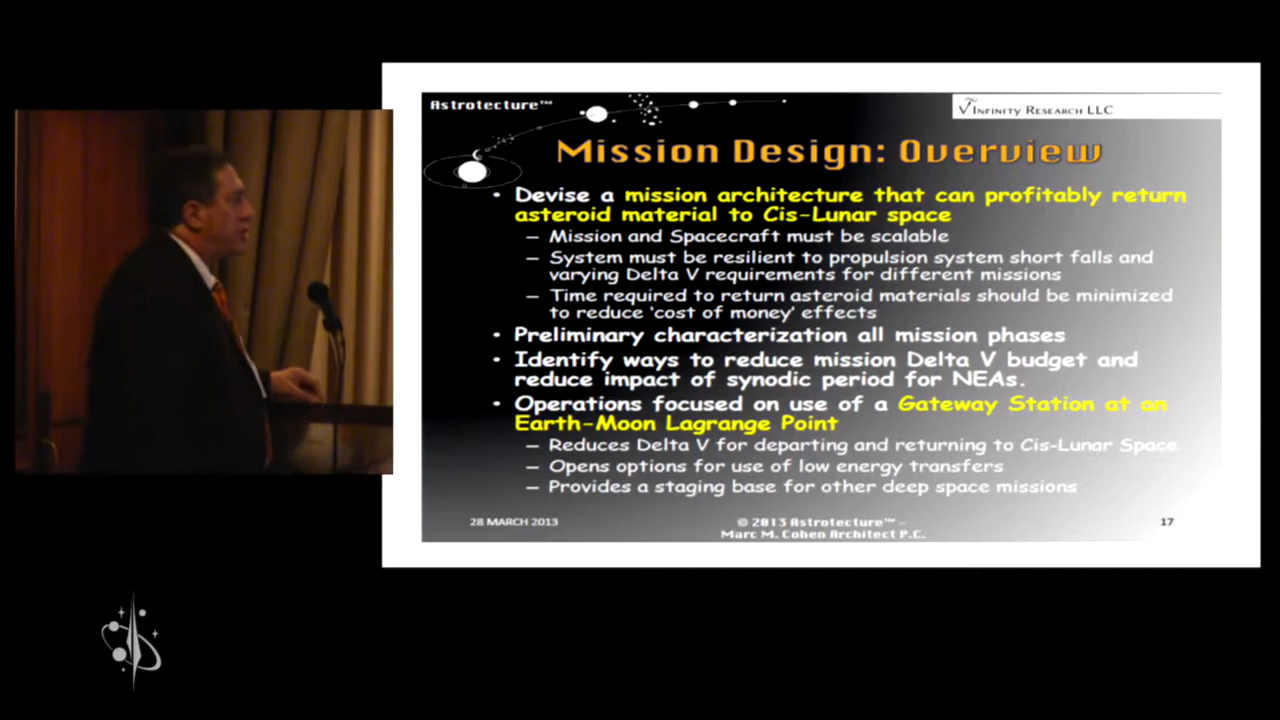 Astrotecture™
INFINITY RESEARCH LLC
Mission Design: Overview
• Devise a mission architecture that can profitably return
asteroid material to Cis-Lunar space
– Mission and Spacecraft must be scalable
– System must be resilient to propulsion system short falls and
varying Delta V requirements for different missions
– Time required to return asteroid materials should be minimized
to reduce 'cost of money' effects
• Preliminary characterization all mission phases
• Identify ways to reduce mission Delta V budget and
reduce impact of synodic period for NEAs.
• Operations focused on use of a Gateway Station at an
Earth-Moon Lagrange Point
– Reduces Delta V for departing and returning to Cis-Lunar Space
– Opens options for use of low energy transfers
– Provides a staging base for other deep space missions
28 MARCH 2013
© 2013 Astrotecture™ –
Marc M. Cohen Architect P.C.
17